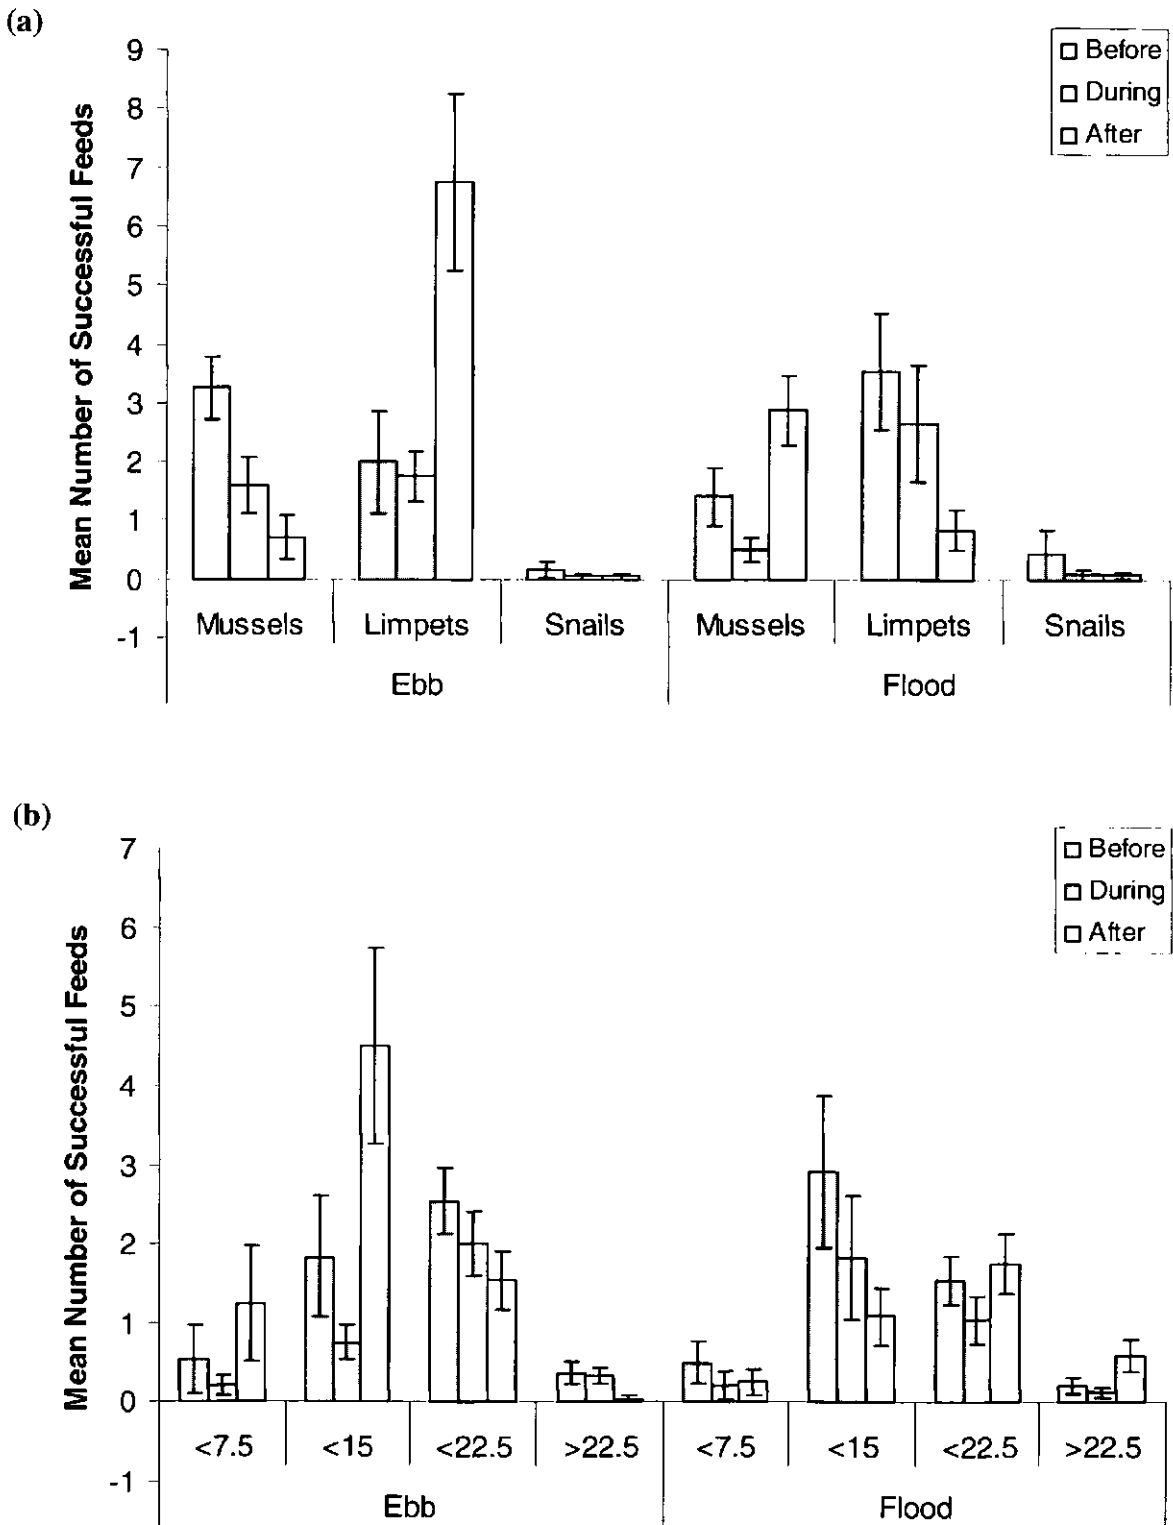 (a)
Mean Number of Successful Feeds
9
8
7
6
5
4
3
2
1
0
-1
Before
During
After
Mussels Limpets Snails Mussels Limpets Snails
Ebb Flood
(b)
Mean Number of Successful Feeds
7
6
5
4
3
2
1
0
-1
Before
During
After
<7.5 <15 <22.5 >22.5 <7.5 <15 <22.5 >22.5
Ebb Flood